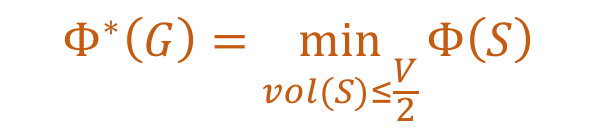 Φ*(G) = min Φ(S)
vol(S)≤V/2